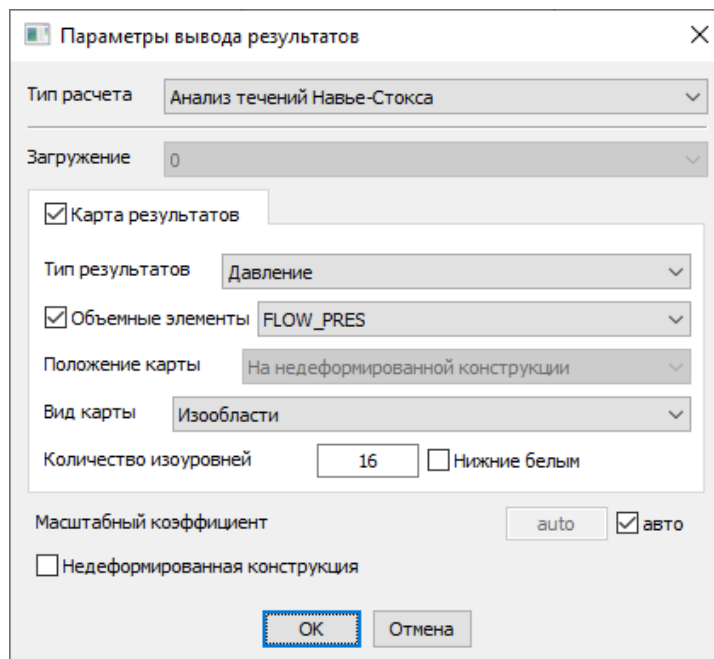 Параметры вывода результатов
Тип расчета Анализ течений Навье-Стокса
Загружение 0
Карта результатов
Тип результатов Давление
Объемные элементы FLOW_PRES
Положение карты На недеформированной конструкции
Вид карты Изообласти
Количество изоуровней 16 Нижние белым
Масштабный коэффициент auto авто
Недеформированная конструкция
OK Отмена